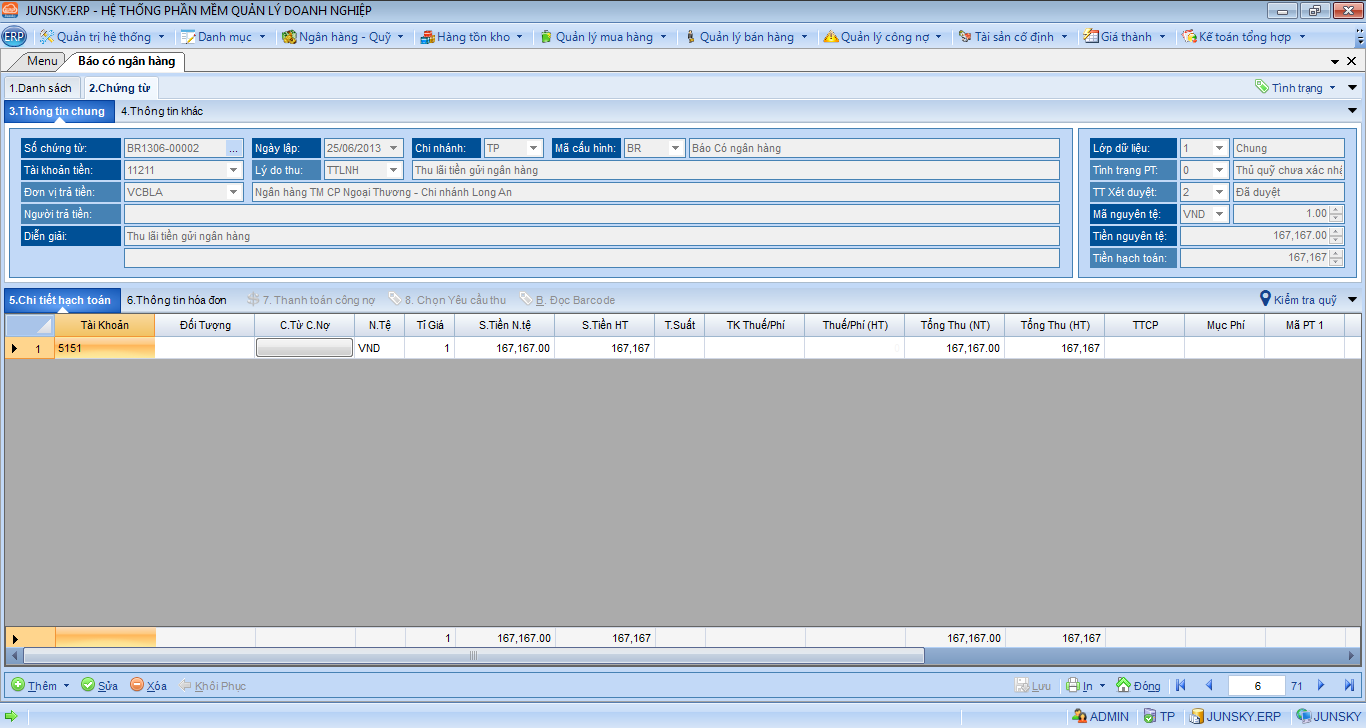 JUNSKY.ERP - HỆ THỐNG PHẦN MỀM QUẢN LÝ DOANH NGHIỆP
ERP Quản trị hệ thống Danh mục Ngân hàng - Quỹ Hàng tồn kho Quản lý mua hàng Quản lý bán hàng Quản lý công nợ Tài sản cố định Giá thành Kế toán tổng hợp
Menu Báo có ngân hàng
1.Danh sách 2.Chứng từ Tình trạng
3.Thông tin chung 4.Thông tin khác
Số chứng từ: BR1306-00002 ... Ngày lập: 25/06/2013 Chi nhánh: TP Mã cấu hình: BR Báo Có ngân hàng Lớp dữ liệu: 1 Chung
Tài khoản tiền: 11211 Lý do thu: TTLNH Thu lãi tiền gửi ngân hàng Tình trạng PT: 0 Thủ quỹ chưa xác nhậ
Đơn vị trả tiền: VCBLA Ngân hàng TM CP Ngoại Thương - Chi nhánh Long An TT Xét duyệt: 2 Đã duyệt
Người trả tiền: Mã nguyên tệ: VND 1.00
Diễn giải: Thu lãi tiền gửi ngân hàng Tiền nguyên tệ: 167,167.00
Tiền hạch toán: 167,167
5.Chi tiết hạch toán 6.Thông tin hóa đơn 7. Thanh toán công nợ 8. Chọn Yêu cầu thu B. Đọc Barcode Kiểm tra quỹ
Tài Khoản Đối Tượng C.Từ C.Nợ N.Tệ Tỉ Giá S.Tiền N.tệ S.Tiền HT T.Suất TK Thuế/Phí Thuế/Phí (HT) Tổng Thu (NT) Tổng Thu (HT) TTCP Mục Phí Mã PT 1
1 5151 VND 1 167,167.00 167,167 167,167.00 167,167
1 167,167.00 167,167 167,167.00 167,167
Thêm Sửa Xóa Khôi Phục Lưu In Đóng 6 71
ADMIN TP JUNSKY.ERP JUNSKY